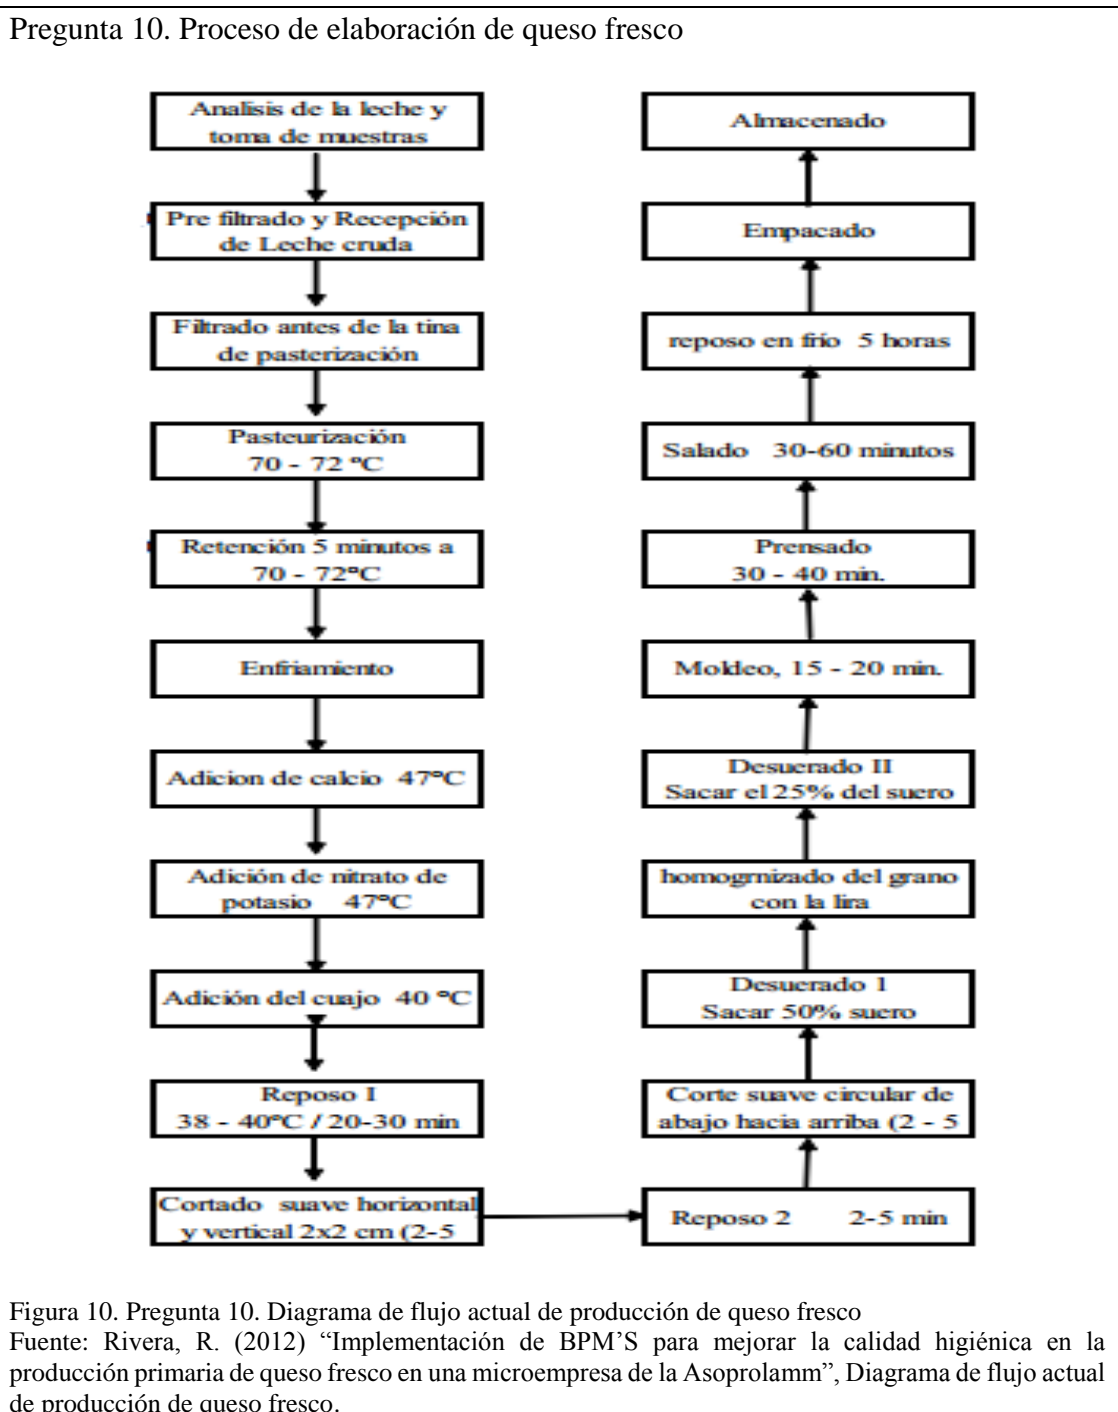 Pregunta 10. Proceso de elaboración de queso fresco
Analisis de la leche y
toma de muestras
Pre filtrado y Recepción
de Leche cruda
Filtrado antes de la tina
de pasterización
Pasteurización
70 - 72 ºC
Retención 5 minutos a
70 - 72ºC
Enfriamiento
Adicion de calcio 47ºC
Adición de nitrato de
potasio 47ºC
Adición del cuajo 40 ºC
Reposo I
38 - 40ºC / 20-30 min
Cortado suave horizontal
y vertical 2x2 cm (2-5
Reposo 2 2-5 min
Corte suave circular de
abajo hacia arriba (2 - 5
Desuerado 1
Sacar 50% suero
homogrnizado del grano
con la lira
Desuerado II
Sacar el 25% del suero
Moldeo, 15 - 20 min.
Prensado
30 - 40 min.
Salado 30-60 minutos
reposo en frío 5 horas
Empacado
Almacenado
Figura 10. Pregunta 10. Diagrama de flujo actual de producción de queso fresco
Fuente: Rivera, R. (2012) “Implementación de BPM’S para mejorar la calidad higiénica en la
producción primaria de queso fresco en una microempresa de la Asoprolamm”, Diagrama de flujo actual
de producción de queso fresco.